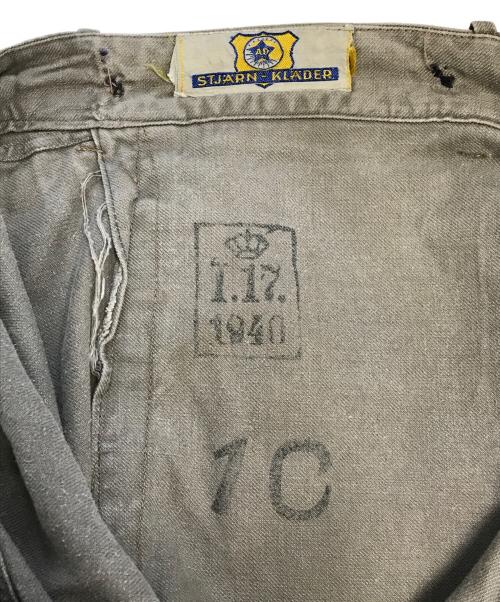 AB
STJÄRN-KLÄDER
I.17.
1940
1C